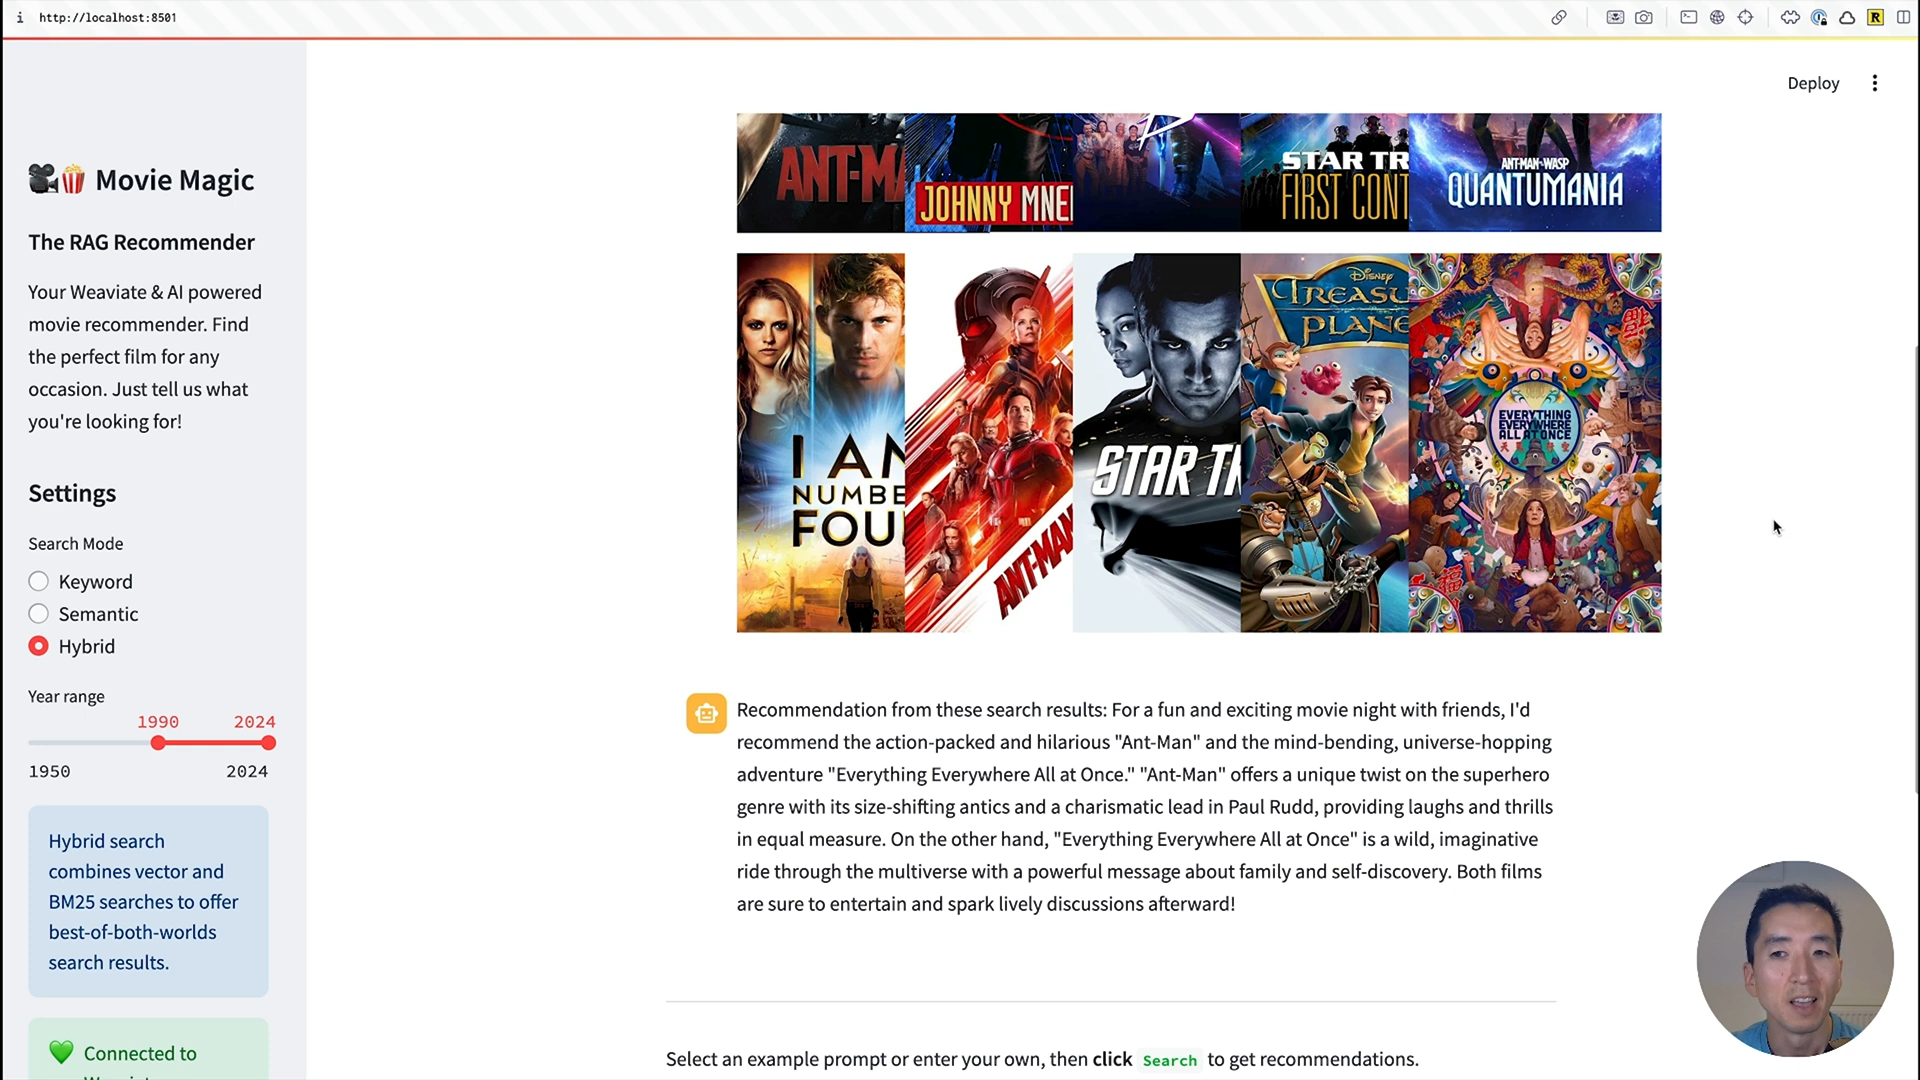 http://localhost:8501
Deploy
🎥🍿 Movie Magic
The RAG Recommender
Your Weaviate & AI powered
movie recommender. Find
the perfect film for any
occasion. Just tell us what
you're looking for!
Settings
Search Mode
Keyword
Semantic
Hybrid
Year range
1990 2024
1950 2024
Hybrid search
combines vector and
BM25 searches to offer
best-of-both-worlds
search results.
💚 Connected to
ANT-MA
JOHNNY MNE
STAR TR
FIRST CONT
ANT-MAN AND THE WASP
QUANTUMANIA
I AM
NUMBE
FOU
ANT-MAN
STAR TR
DISNEY
TREASU
PLANE
福
EVERYTHING
EVERYWHERE
ALL AT ONCE
福
Recommendation from these search results: For a fun and exciting movie night with friends, I'd
recommend the action-packed and hilarious "Ant-Man" and the mind-bending, universe-hopping
adventure "Everything Everywhere All at Once." "Ant-Man" offers a unique twist on the superhero
genre with its size-shifting antics and a charismatic lead in Paul Rudd, providing laughs and thrills
in equal measure. On the other hand, "Everything Everywhere All at Once" is a wild, imaginative
ride through the multiverse with a powerful message about family and self-discovery. Both films
are sure to entertain and spark lively discussions afterward!
Select an example prompt or enter your own, then click Search to get recommendations.